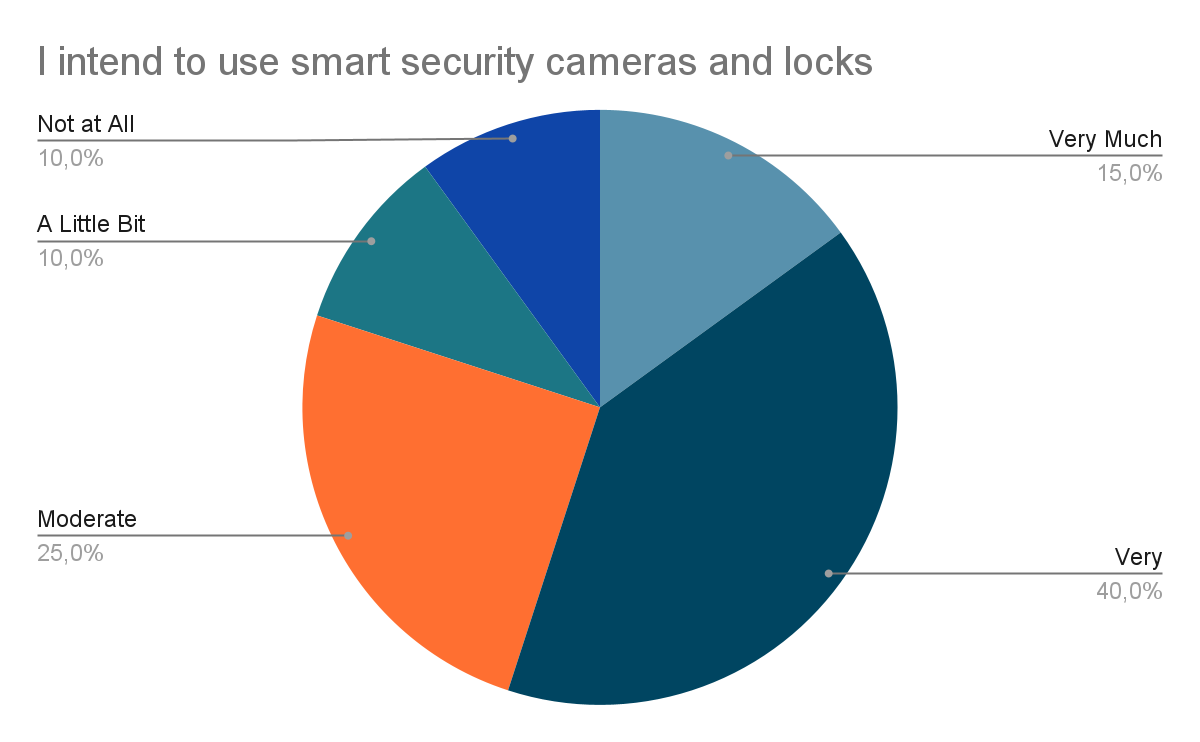 I intend to use smart security cameras and locks
Not at All
10,0%
A Little Bit
10,0%
Moderate
25,0%
Very Much
15,0%
Very
40,0%